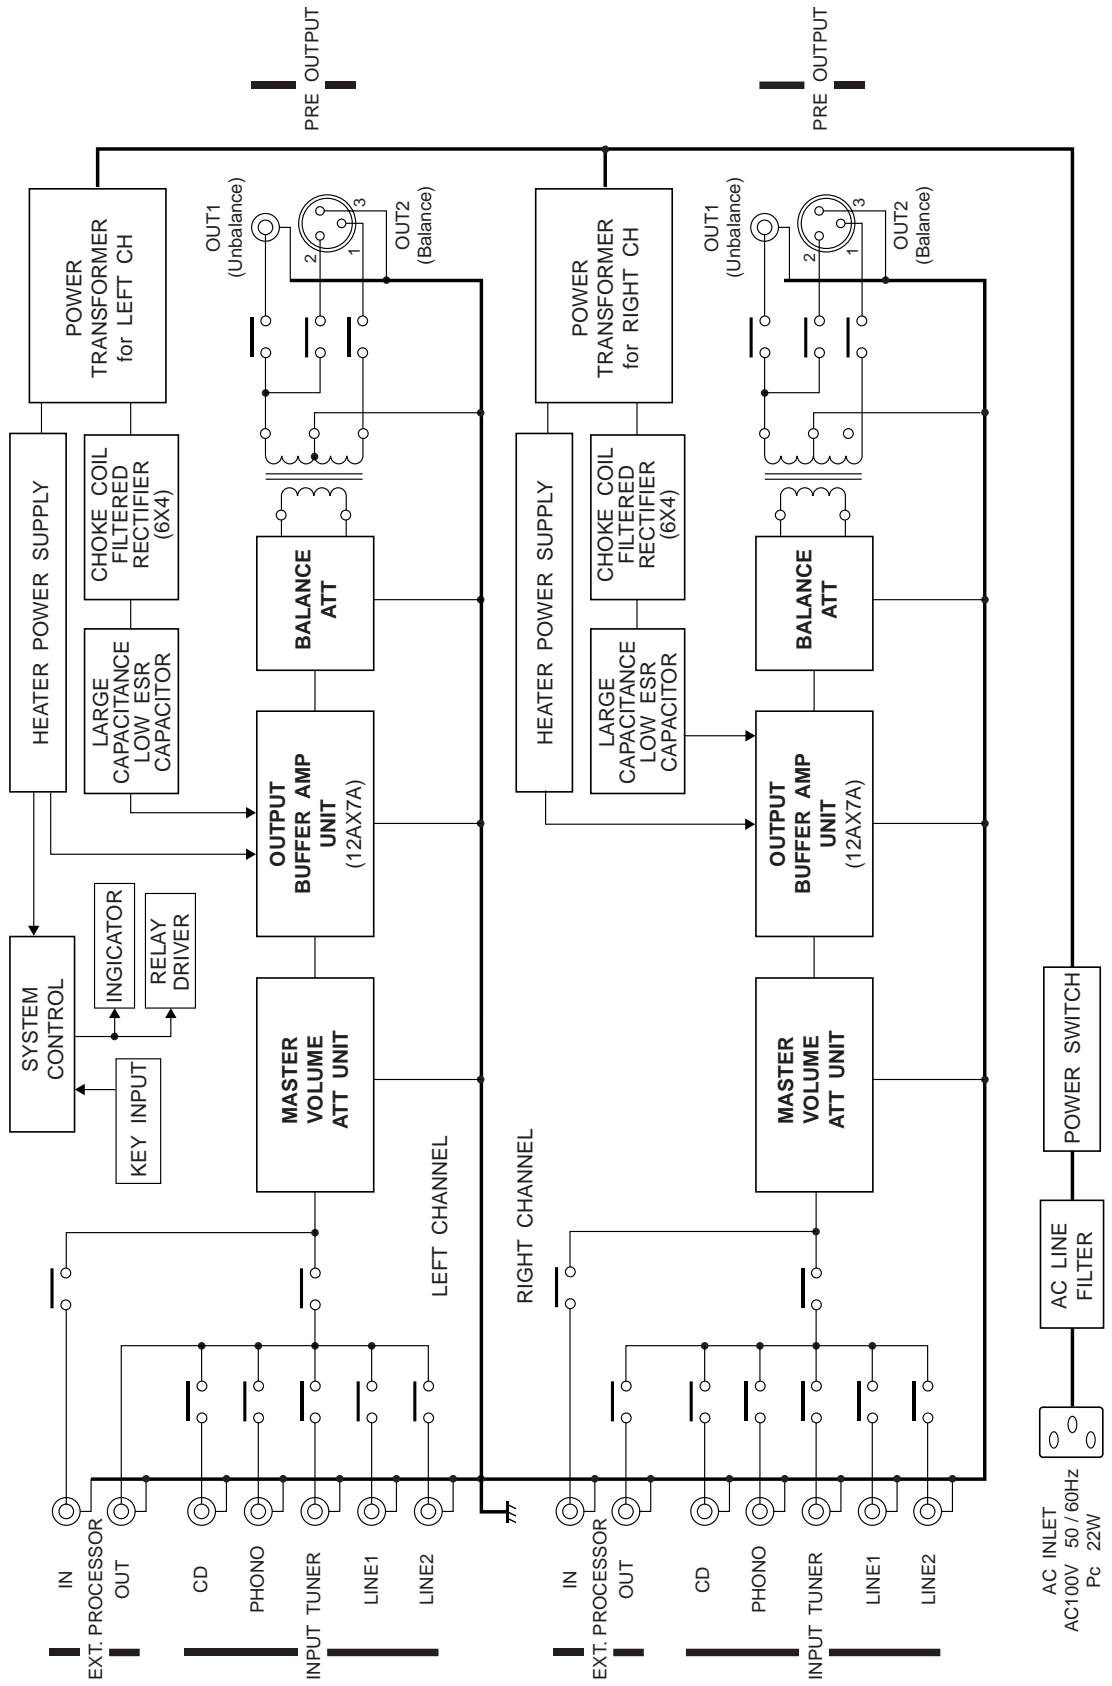 EXT. PROCESSOR
IN
OUT
INPUT
CD
PHONO
TUNER
LINE1
LINE2
KEY INPUT
SYSTEM
CONTROL
INGICATOR
RELAY
DRIVER
HEATER POWER SUPPLY
LARGE
CAPACITANCE
LOW ESR
CAPACITOR
CHOKE COIL
FILTERED
RECTIFIER
(6X4)
POWER
TRANSFORMER
for LEFT CH
MASTER
VOLUME
ATT UNIT
OUTPUT
BUFFER AMP
UNIT
(12AX7A)
BALANCE
ATT
OUT1
(Unbalance)
2
1
3
OUT2
(Balance)
PRE OUTPUT
LEFT CHANNEL
RIGHT CHANNEL
EXT. PROCESSOR
IN
OUT
INPUT
CD
PHONO
TUNER
LINE1
LINE2
HEATER POWER SUPPLY
LARGE
CAPACITANCE
LOW ESR
CAPACITOR
CHOKE COIL
FILTERED
RECTIFIER
(6X4)
POWER
TRANSFORMER
for RIGHT CH
MASTER
VOLUME
ATT UNIT
OUTPUT
BUFFER AMP
UNIT
(12AX7A)
BALANCE
ATT
OUT1
(Unbalance)
2
1
3
OUT2
(Balance)
PRE OUTPUT
AC INLET
AC100V 50 / 60Hz
Pc 22W
AC LINE
FILTER
POWER SWITCH